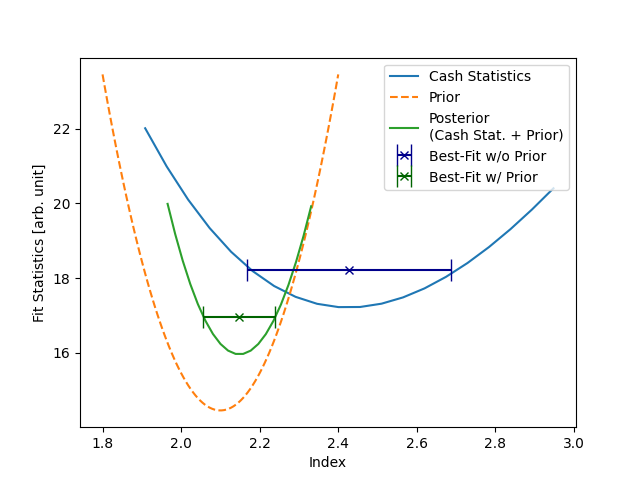 Cash Statistics
Prior
Posterior
(Cash Stat. + Prior)
Best-Fit w/o Prior
Best-Fit w/ Prior
Fit Statistics [arb. unit]
22
20
18
16
1.8 2.0 2.2 2.4 2.6 2.8 3.0
Index